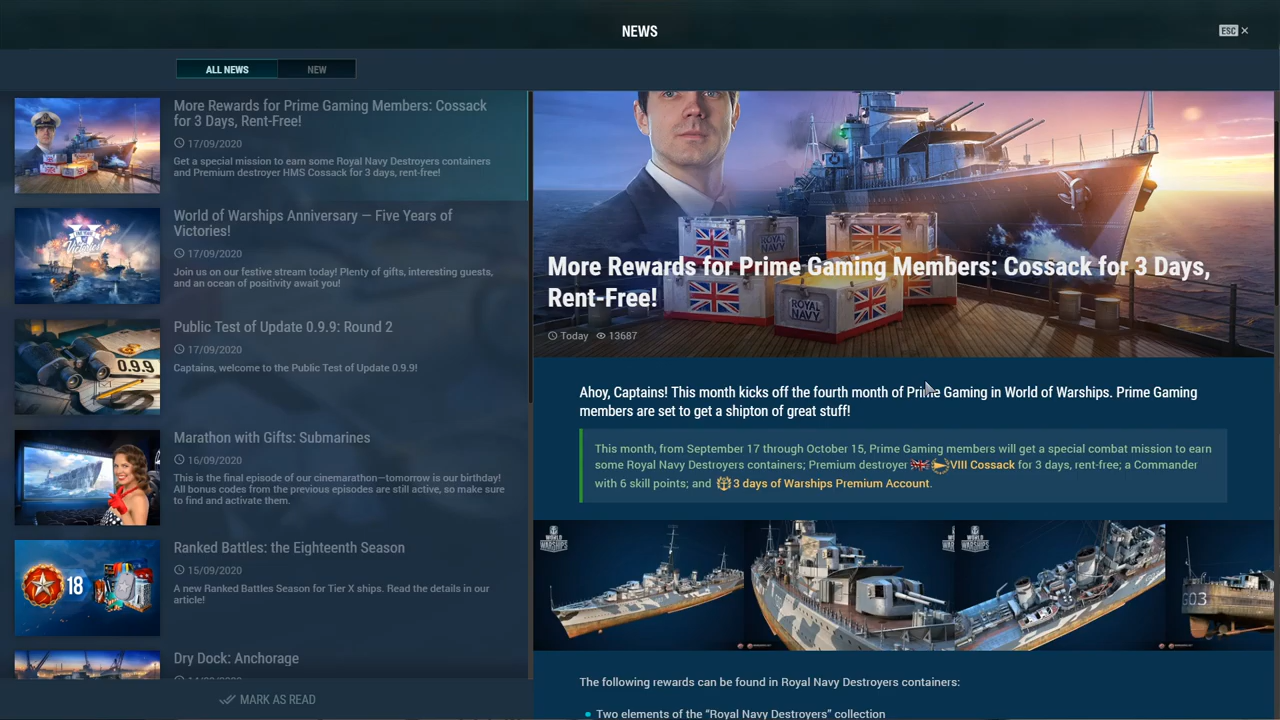 NEWS
ESC ×
ALL NEWS
NEW
More Rewards for Prime Gaming Members: Cossack
for 3 Days, Rent-Free!
17/09/2020
Get a special mission to earn some Royal Navy Destroyers containers
and Premium destroyer HMS Cossack for 3 days, rent-free!
World of Warships Anniversary — Five Years of
Victories!
17/09/2020
Join us on our festive stream today! Plenty of gifts, interesting guests,
and an ocean of positivity await you!
0.9.9
Public Test of Update 0.9.9: Round 2
17/09/2020
Captains, welcome to the Public Test of Update 0.9.9!
Marathon with Gifts: Submarines
16/09/2020
This is the final episode of our cinemarathon—tomorrow is our birthday!
All bonus codes from the previous episodes are still active, so make sure
to find and activate them.
18
Ranked Battles: the Eighteenth Season
15/09/2020
A new Ranked Battles Season for Tier X ships. Read the details in our
article!
Dry Dock: Anchorage
MARK AS READ
ROYAL
NAVY
ROYAL
NAVY
More Rewards for Prime Gaming Members: Cossack for 3 Days,
Rent-Free!
Today 13687
Ahoy, Captains! This month kicks off the fourth month of Prime Gaming in World of Warships. Prime Gaming
members are set to get a shipton of great stuff!
This month, from September 17 through October 15, Prime Gaming members will get a special combat mission to earn
some Royal Navy Destroyers containers; Premium destroyer VIII Cossack for 3 days, rent-free; a Commander
with 6 skill points; and 3 days of Warships Premium Account.
WORLD
WARSHIPS
WORLD
WARSHIPS
G03
The following rewards can be found in Royal Navy Destroyers containers:
Two elements of the “Royal Navy Destroyers” collection